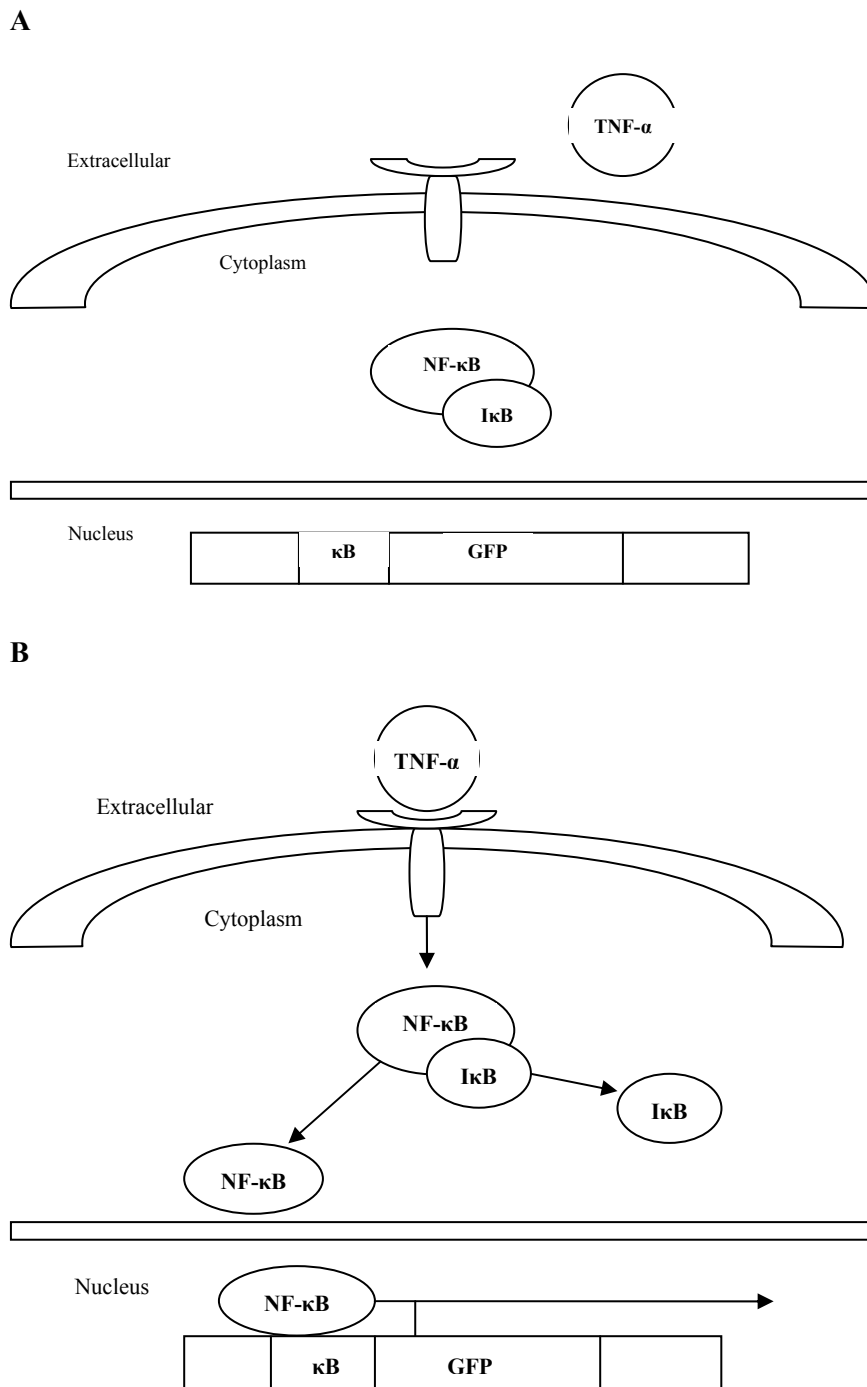 A
TNF-α
Extracellular
Cytoplasm
NF-κB
IκB
Nucleus
κB GFP
B
TNF-α
Extracellular
Cytoplasm
NF-κB
IκB
IκB
NF-κB
Nucleus
NF-κB
κB GFP